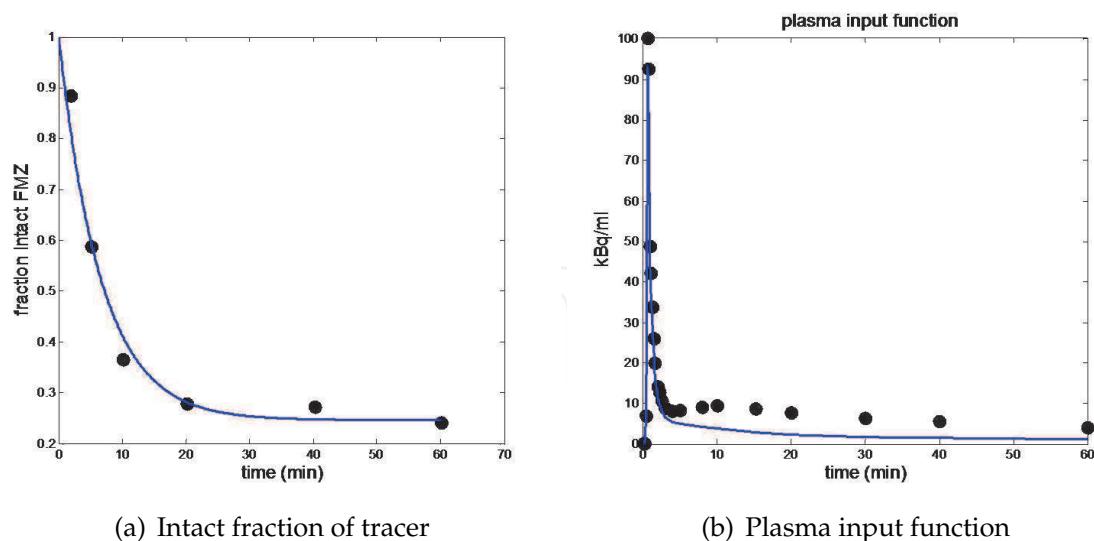 1
0.9
0.8
0.7
0.6
0.5
0.4
0.3
0.2
fraction Intact FMZ
0 10 20 30 40 50 60 70
time (min)
(a) Intact fraction of tracer
plasma input function
100
90
80
70
60
50
40
30
20
10
0
kBq/ml
0 10 20 30 40 50 60
time (min)
(b) Plasma input function